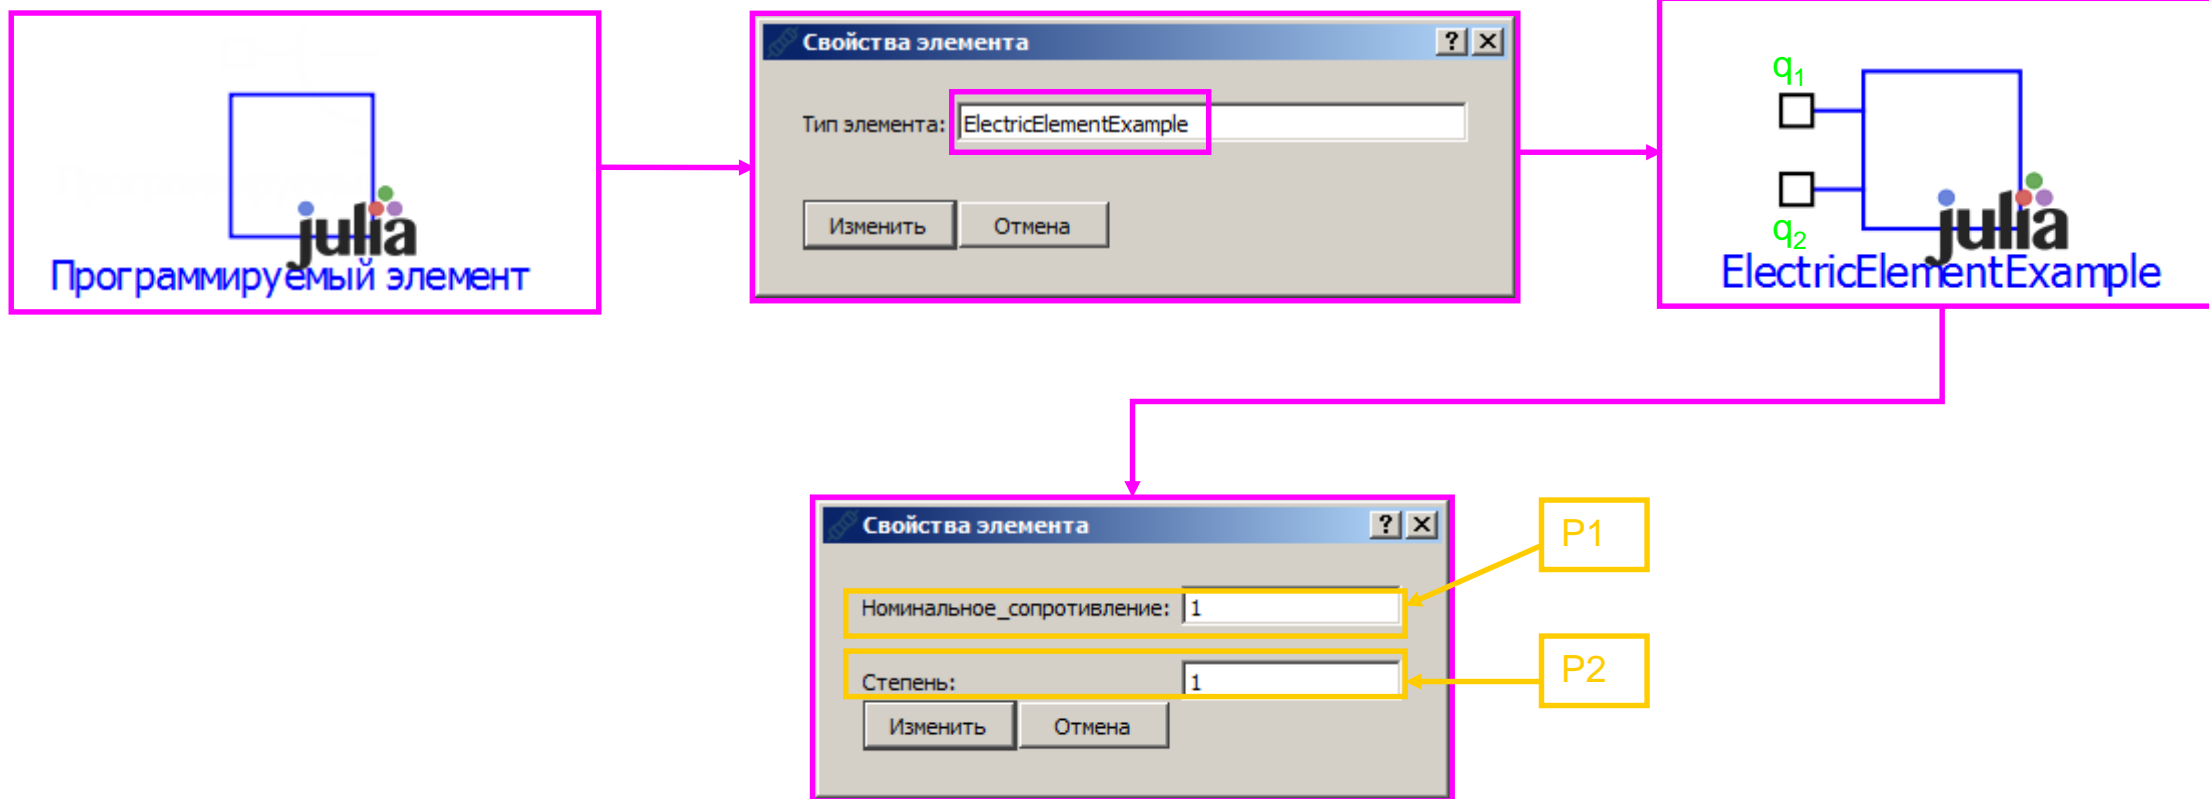 julia
Программируемый элемент
Свойства элемента
Тип элемента: ElectricElementExample
Изменить Отмена
q1
q2
julia
ElectricElementExample
Свойства элемента
Номинальное_сопротивление: 1
Степень: 1
Изменить Отмена
P1
P2